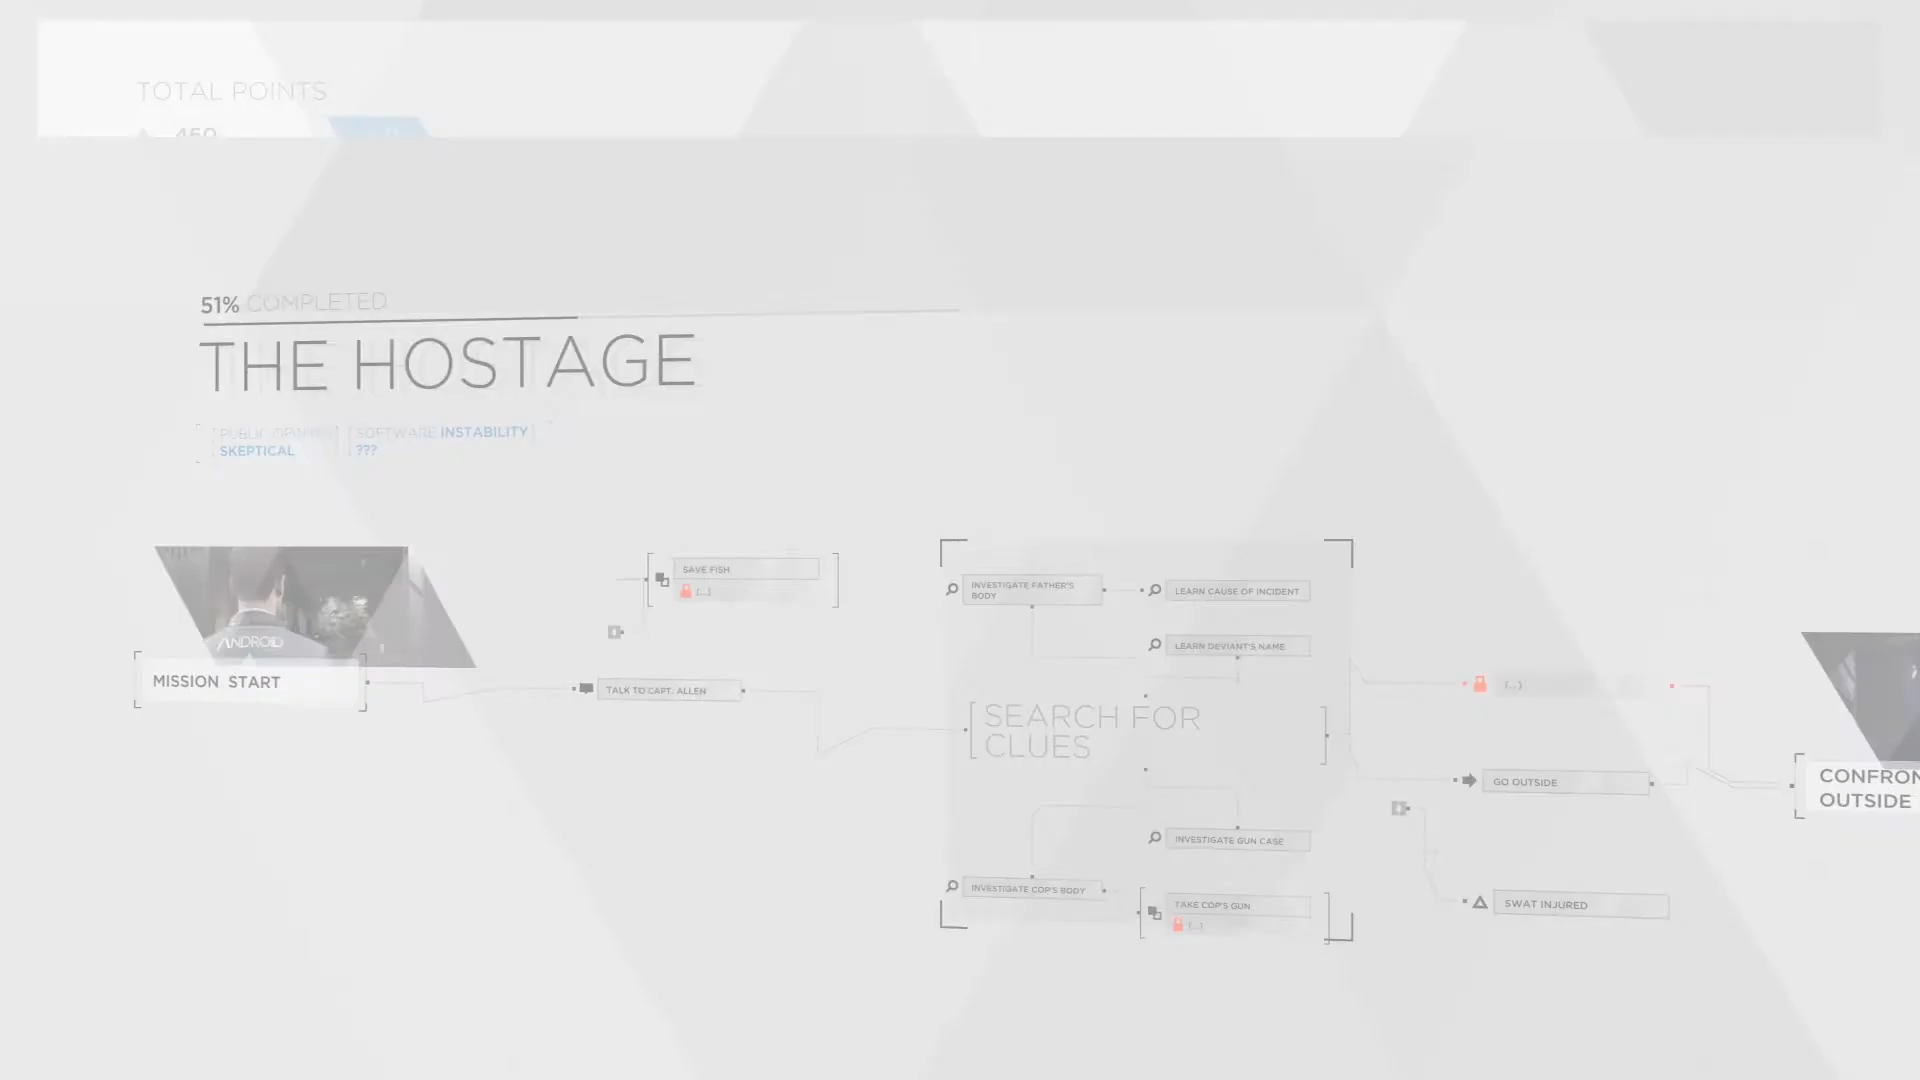 TOTAL POINTS
450
51% COMPLETED
THE HOSTAGE
PUBLIC OPINION
SKEPTICAL
SOFTWARE INSTABILITY
???
SAVE FISH
(...)
ANDROID
MISSION START
TALK TO CAPT. ALLEN
INVESTIGATE FATHER'S
BODY
LEARN CAUSE OF INCIDENT
LEARN DEVIANT'S NAME
SEARCH FOR
CLUES
INVESTIGATE GUN CASE
INVESTIGATE COP'S BODY
TAKE COP'S GUN
(...)
(...)
GO OUTSIDE
SWAT INJURED
CONFRON
OUTSIDE